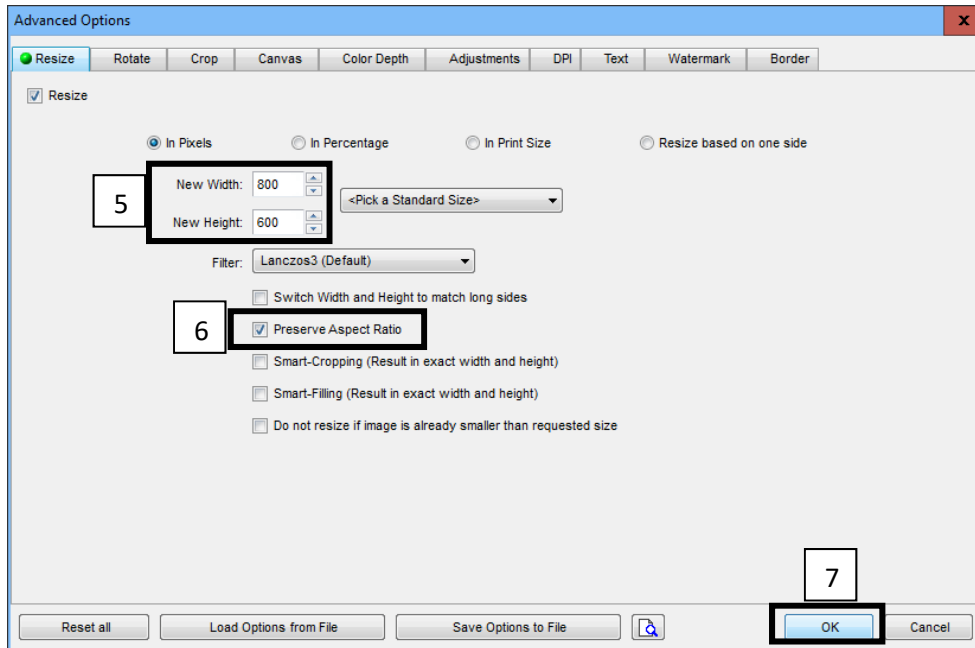 Advanced Options x
Resize Rotate Crop Canvas Color Depth Adjustments DPI Text Watermark Border
Resize
In Pixels In Percentage In Print Size Resize based on one side
5
New Width: 800
<Pick a Standard Size>
New Height: 600
Filter: Lanczos3 (Default)
Switch Width and Height to match long sides
6 Preserve Aspect Ratio
Smart-Cropping (Result in exact width and height)
Smart-Filling (Result in exact width and height)
Do not resize if image is already smaller than requested size
7
Reset all Load Options from File Save Options to File OK Cancel